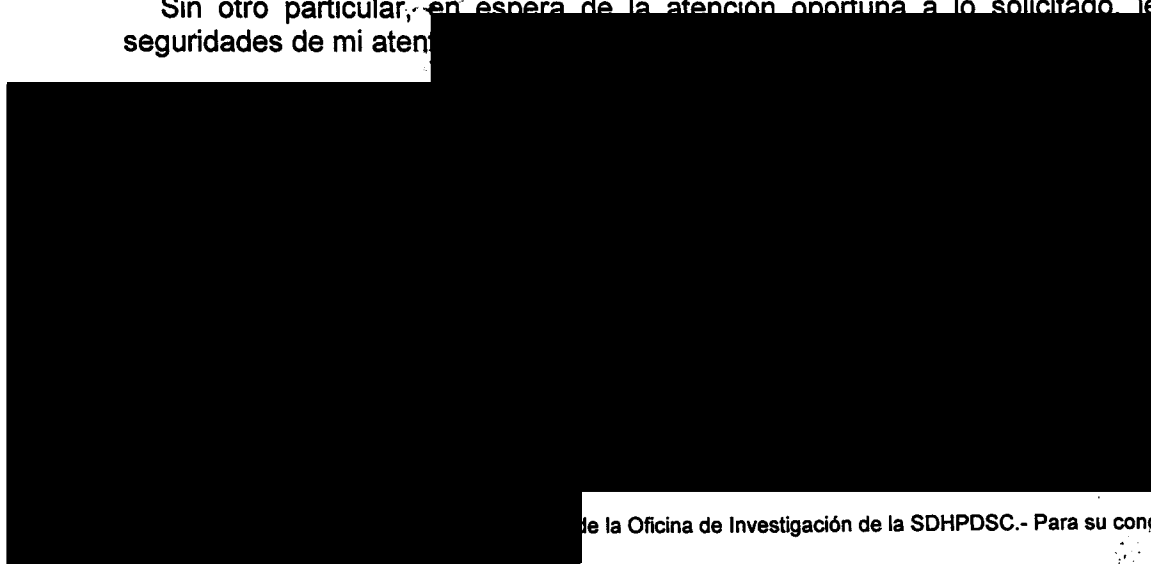 Sin otro particular, en espera de la atención oportuna a lo solicitado, le
seguridades de mi aten
de la Oficina de Investigación de la SDHPDSC.- Para su con